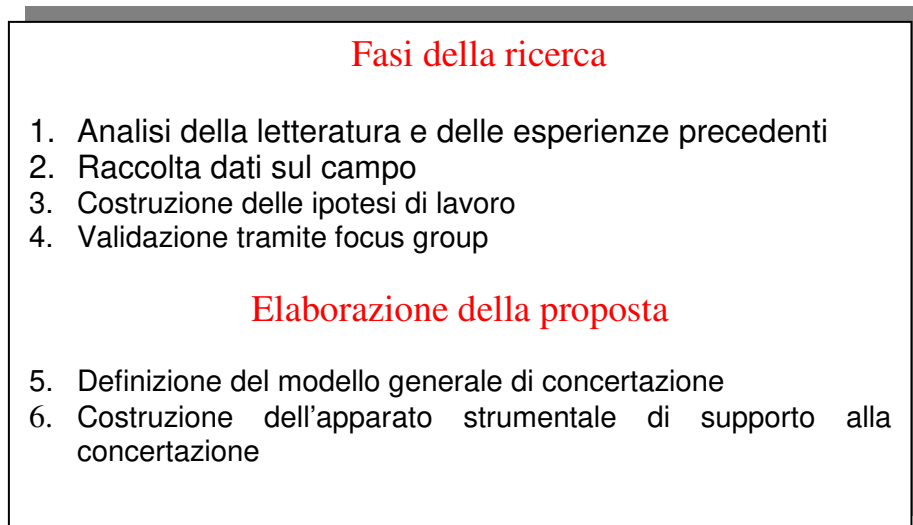 Fasi della ricerca
1. Analisi della letteratura e delle esperienze precedenti
2. Raccolta dati sul campo
3. Costruzione delle ipotesi di lavoro
4. Validazione tramite focus group
Elaborazione della proposta
5. Definizione del modello generale di concertazione
6. Costruzione dell’apparato strumentale di supporto alla
concertazione